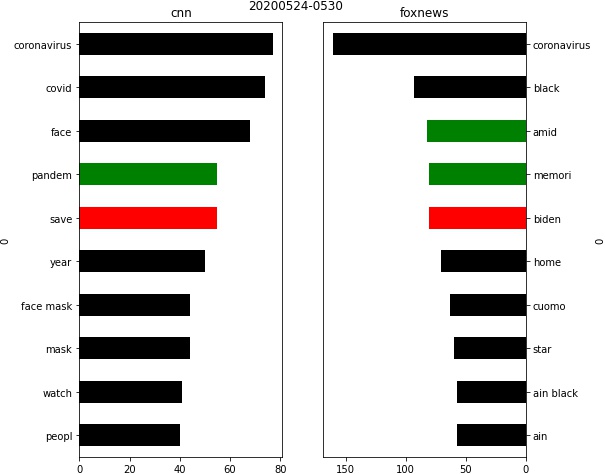 20200524-0530
cnn
foxnews
coronavirus
covid
face
pandem
save
year
face mask
mask
watch
peopl
0
0 20 40 60 80
coronavirus
black
amid
memori
biden
home
cuomo
star
ain black
ain
0
150 100 50 0